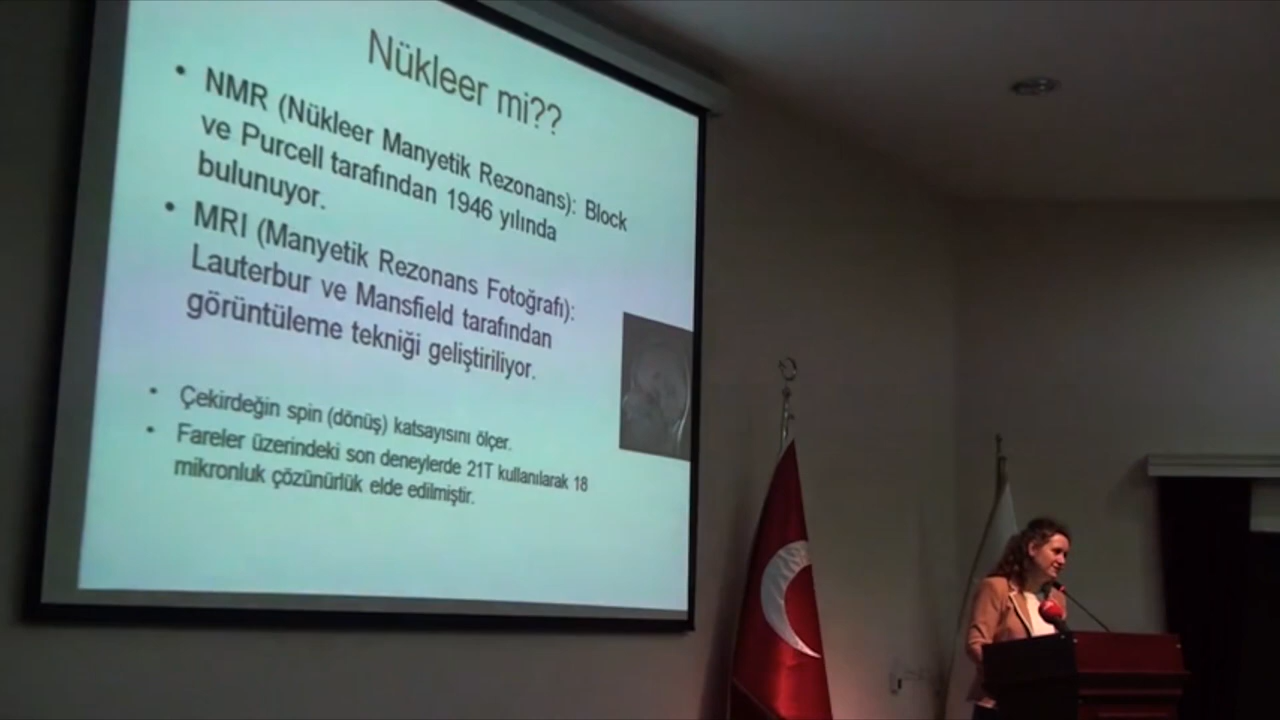 Nükleer mi??
• NMR (Nükleer Manyetik Rezonans): Block
ve Purcell tarafından 1946 yılında
bulunuyor.
• MRI (Manyetik Rezonans Fotoğrafı):
Lauterbur ve Mansfield tarafından
görüntüleme tekniği geliştiriliyor.
• Çekirdeğin spin (dönüş) katsayısını ölçer.
• Fareler üzerindeki son deneylerde 21T kullanılarak 18
mikronluk çözünürlük elde edilmiştir.